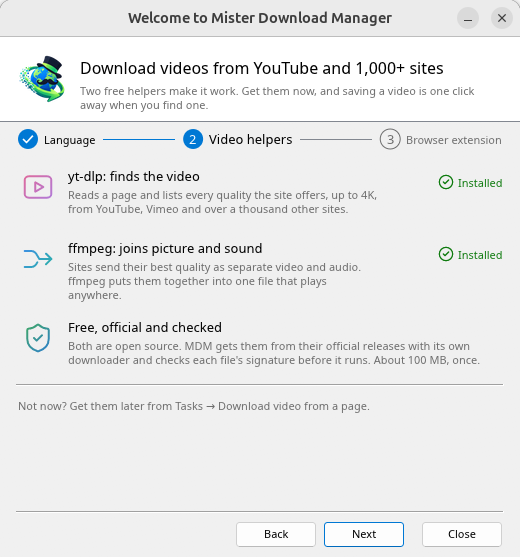 Welcome to Mister Download Manager
Download videos from YouTube and 1,000+ sites
Two free helpers make it work. Get them now, and saving a video is one click
away when you find one.
Language
2 Video helpers
3 Browser extension
yt-dlp: finds the video
Installed
Reads a page and lists every quality the site offers, up to 4K,
from YouTube, Vimeo and over a thousand other sites.
ffmpeg: joins picture and sound
Installed
Sites send their best quality as separate video and audio.
ffmpeg puts them together into one file that plays
anywhere.
Free, official and checked
Both are open source. MDM gets them from their official releases with its own
downloader and checks each file's signature before it runs. About 100 MB, once.
Not now? Get them later from Tasks → Download video from a page.
Back
Next
Close